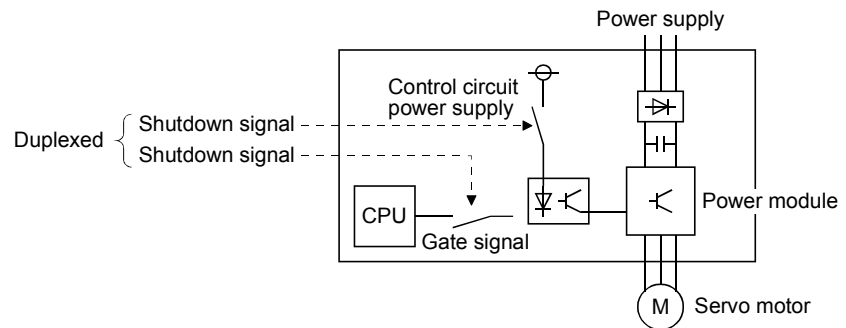 Power supply
Control circuit
power supply
Duplexed
Shutdown signal
Shutdown signal
CPU
Gate signal
Power module
M
Servo motor